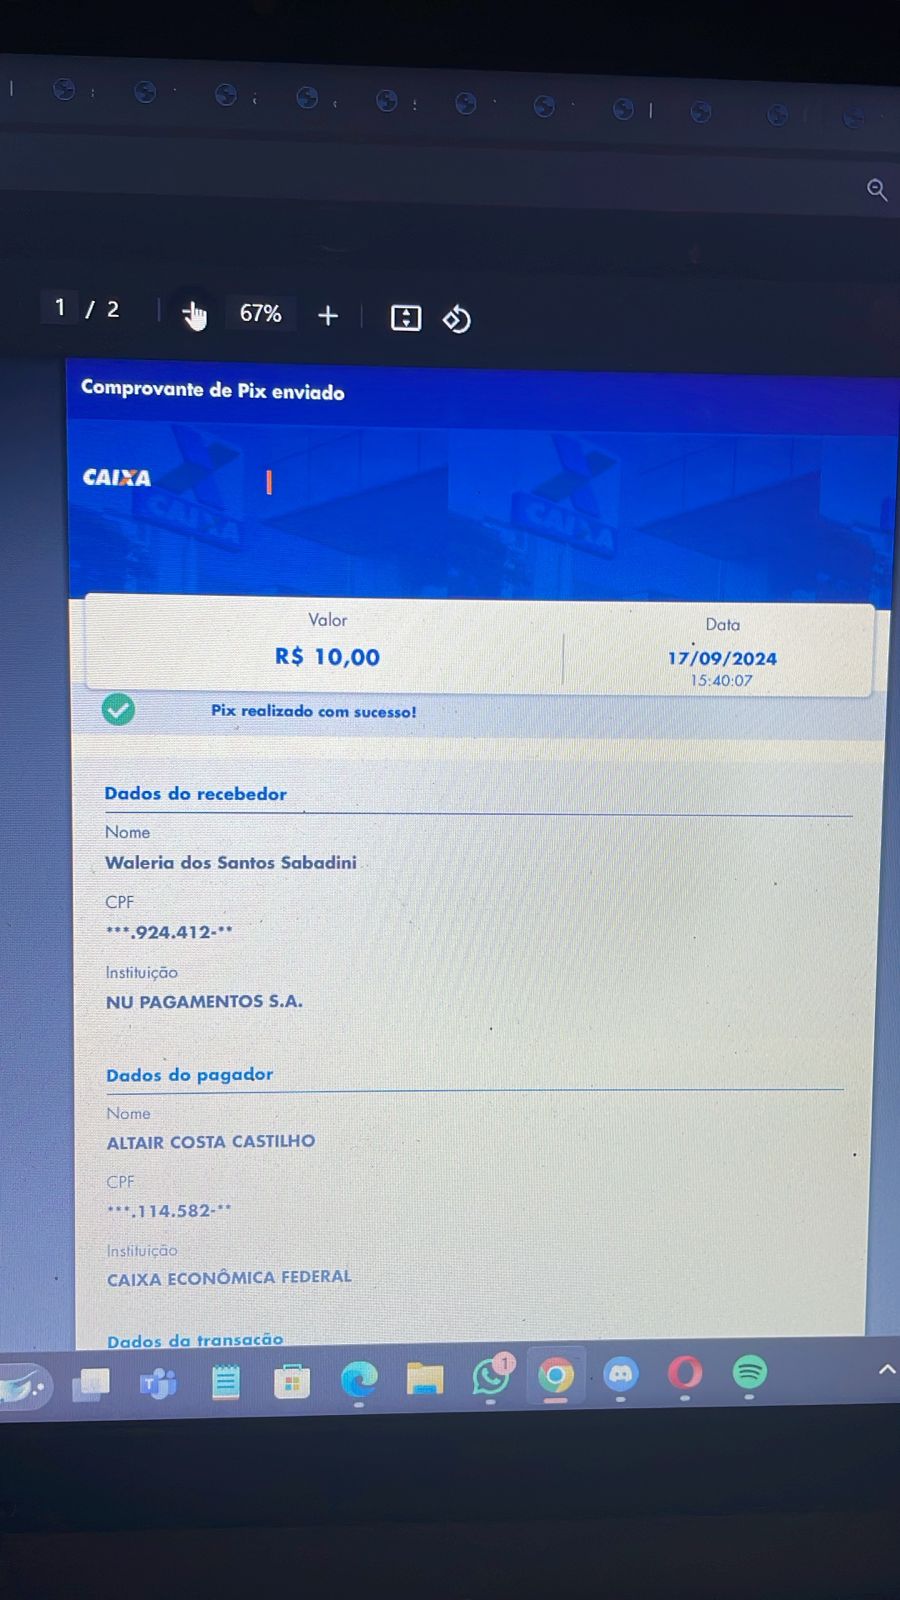 1 / 2
67%
Comprovante de Pix enviado
CAIXA
Valor
R$ 10,00
Data
17/09/2024
15:40:07
Pix realizado com sucesso!
Dados do recebedor
Nome
Waleria dos Santos Sabadini
CPF
***.924.412-**
Instituição
NU PAGAMENTOS S.A.
Dados do pagador
Nome
ALTAIR COSTA CASTILHO
CPF
***.114.582-**
Instituição
CAIXA ECONÔMICA FEDERAL
Dados da transação
1